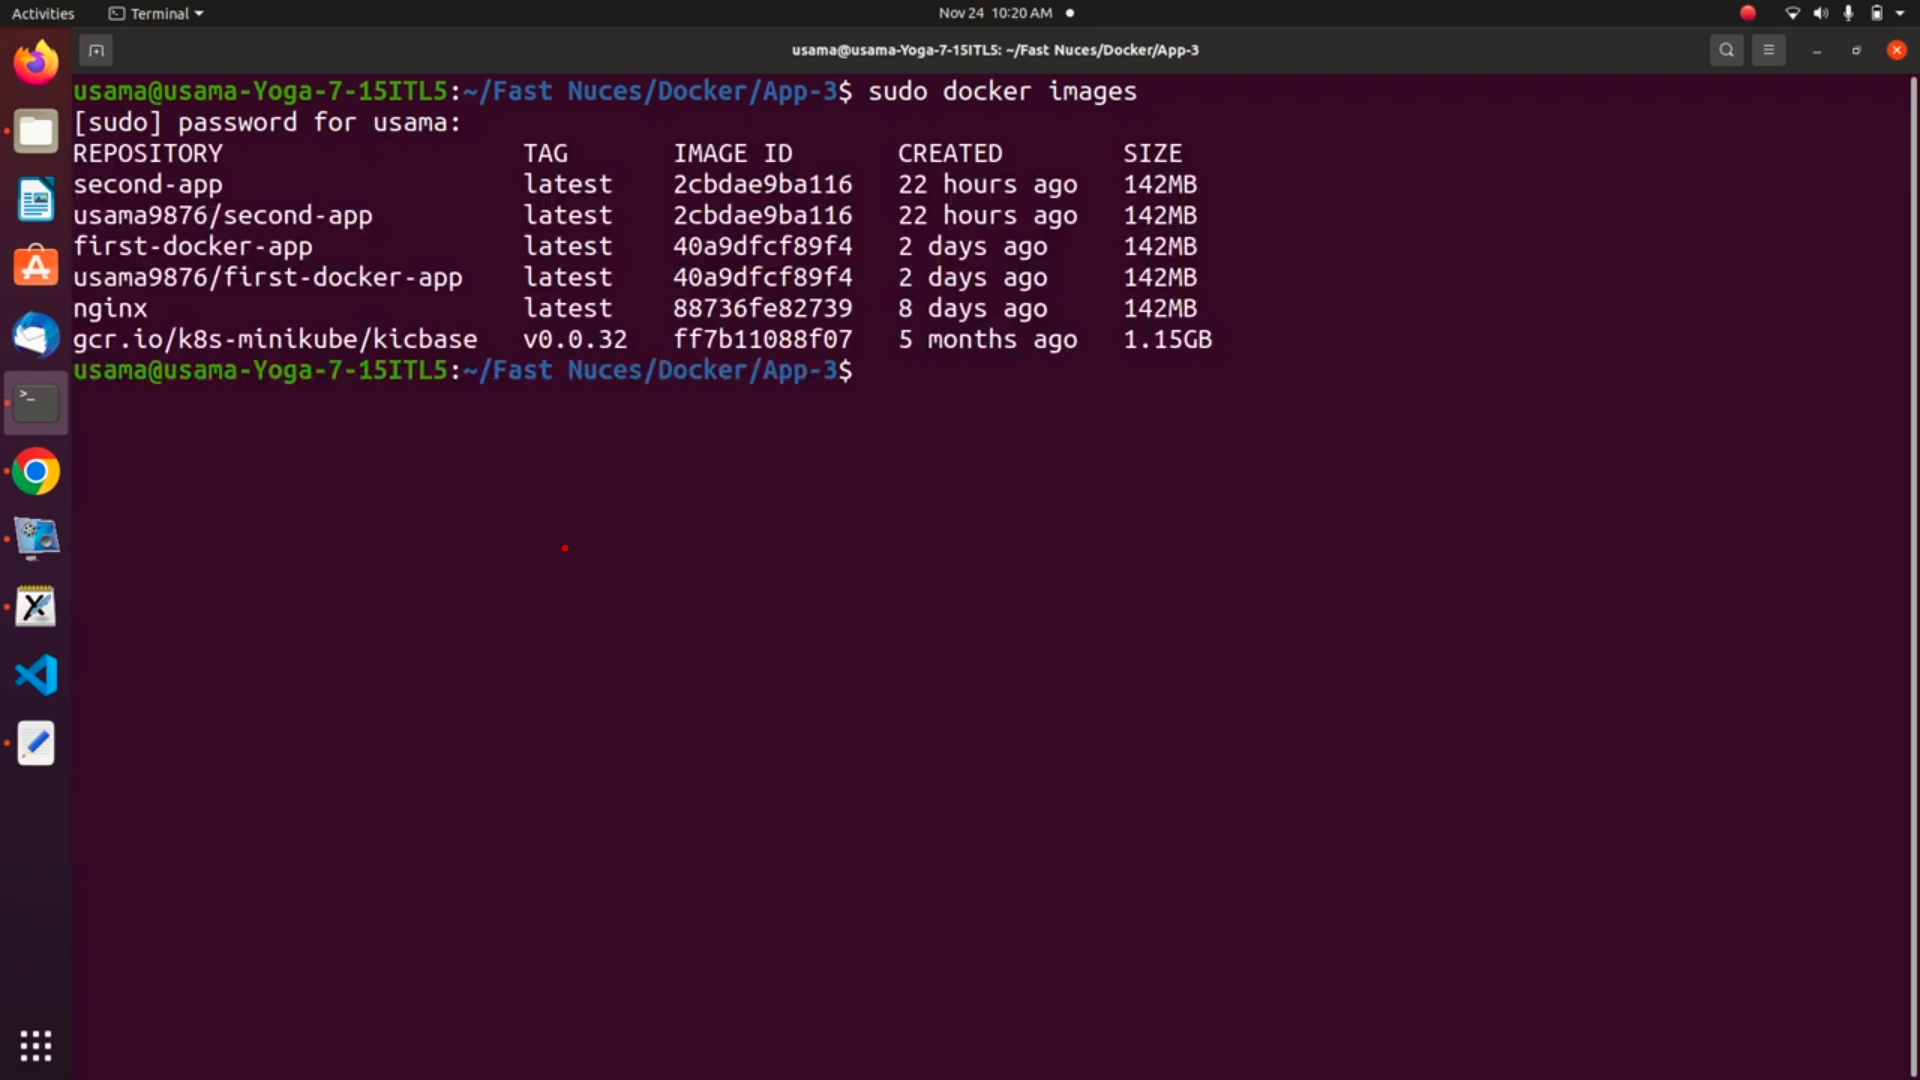 Activities Terminal Nov 24 10:20 AM
usama@usama-Yoga-7-15ITL5: ~/Fast Nuces/Docker/App-3
usama@usama-Yoga-7-15ITL5:~/Fast Nuces/Docker/App-3$ sudo docker images
[sudo] password for usama:
REPOSITORY TAG IMAGE ID CREATED SIZE
second-app latest 2cbdae9ba116 22 hours ago 142MB
usama9876/second-app latest 2cbdae9ba116 22 hours ago 142MB
first-docker-app latest 40a9dfcf89f4 2 days ago 142MB
usama9876/first-docker-app latest 40a9dfcf89f4 2 days ago 142MB
nginx latest 88736fe82739 8 days ago 142MB
gcr.io/k8s-minikube/kicbase v0.0.32 ff7b11088f07 5 months ago 1.15GB
usama@usama-Yoga-7-15ITL5:~/Fast Nuces/Docker/App-3$